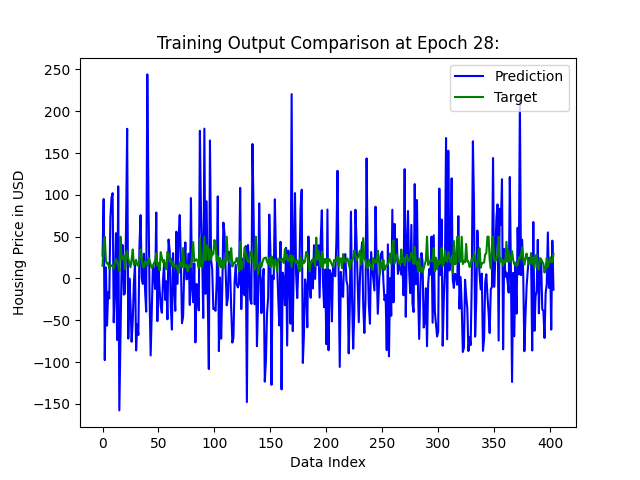 Training Output Comparison at Epoch 28:
Prediction
Target
Housing Price in USD
250
200
150
100
50
0
−50
−100
−150
0 50 100 150 200 250 300 350 400
Data Index